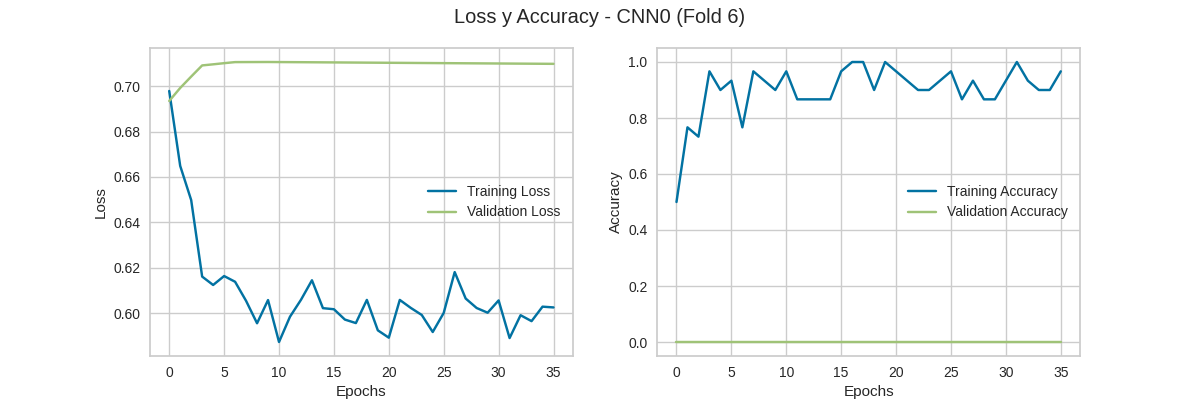 Loss y Accuracy - CNN0 (Fold 6)
0.70
0.68
0.66
0.64
0.62
0.60
Loss
0 5 10 15 20 25 30 35
Epochs
Training Loss
Validation Loss
1.0
0.8
0.6
0.4
0.2
0.0
Accuracy
0 5 10 15 20 25 30 35
Epochs
Training Accuracy
Validation Accuracy